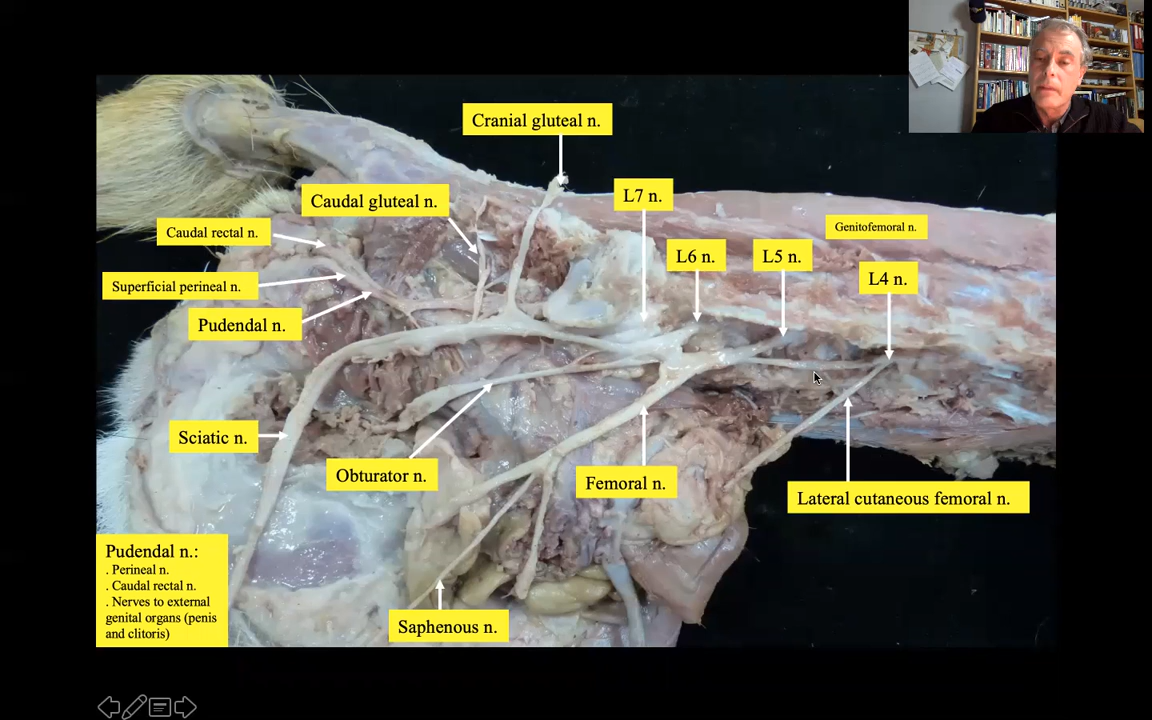 Cranial gluteal n.
Caudal gluteal n.
L7 n.
Caudal rectal n.
Genitofemoral n.
L6 n.
L5 n.
L4 n.
Superficial perineal n.
Pudendal n.
Sciatic n.
Obturator n.
Femoral n.
Lateral cutaneous femoral n.
Pudendal n.:
. Perineal n.
. Caudal rectal n.
. Nerves to external
genital organs (penis
and clitoris)
Saphenous n.